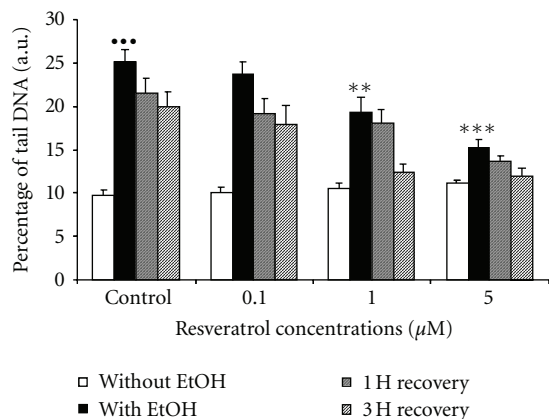 Percentage of tail DNA (a.u.)
30
25
20
15
10
5
0
•••
**
***
Control
0.1
1
5
Resveratrol concentrations (μM)
Without EtOH
With EtOH
1 H recovery
3 H recovery